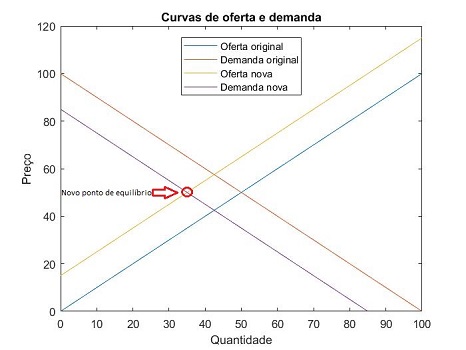 Curvas de oferta e demanda
Oferta original
Demanda original
Oferta nova
Demanda nova
Preço
120
100
80
60
40
20
0
Novo ponto de equilíbrio
0 10 20 30 40 50 60 70 80 90 100
Quantidade